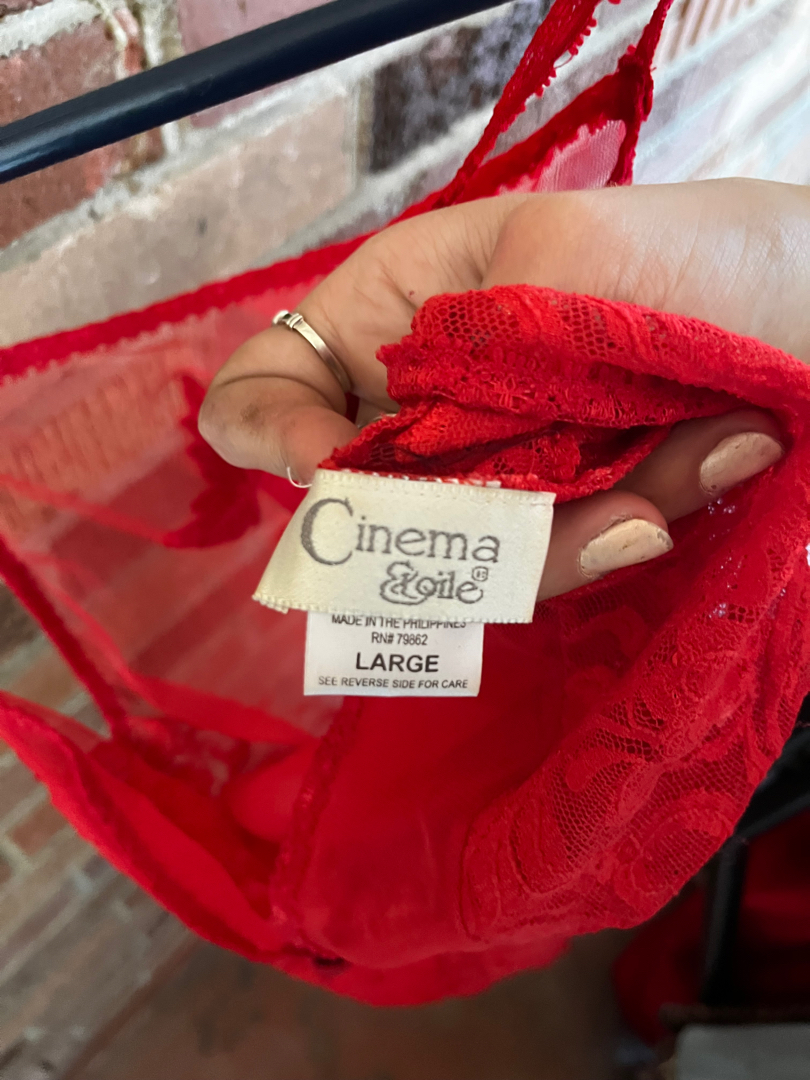 Cinema
Etoile®
MADE IN THE PHILIPPINES
RN# 79862
LARGE
SEE REVERSE SIDE FOR CARE